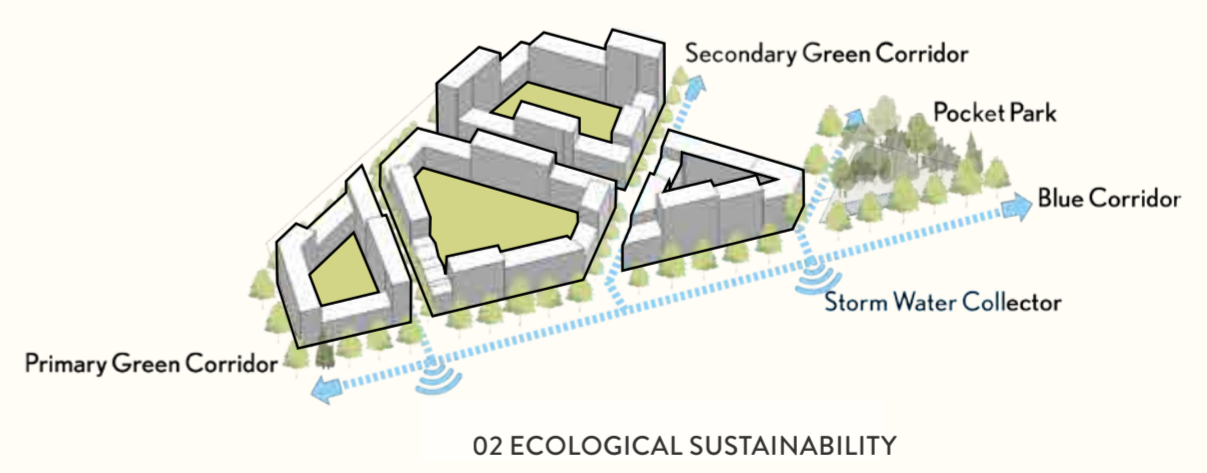 Secondary Green Corridor
Pocket Park
Blue Corridor
Storm Water Collector
Primary Green Corridor
02 ECOLOGICAL SUSTAINABILITY